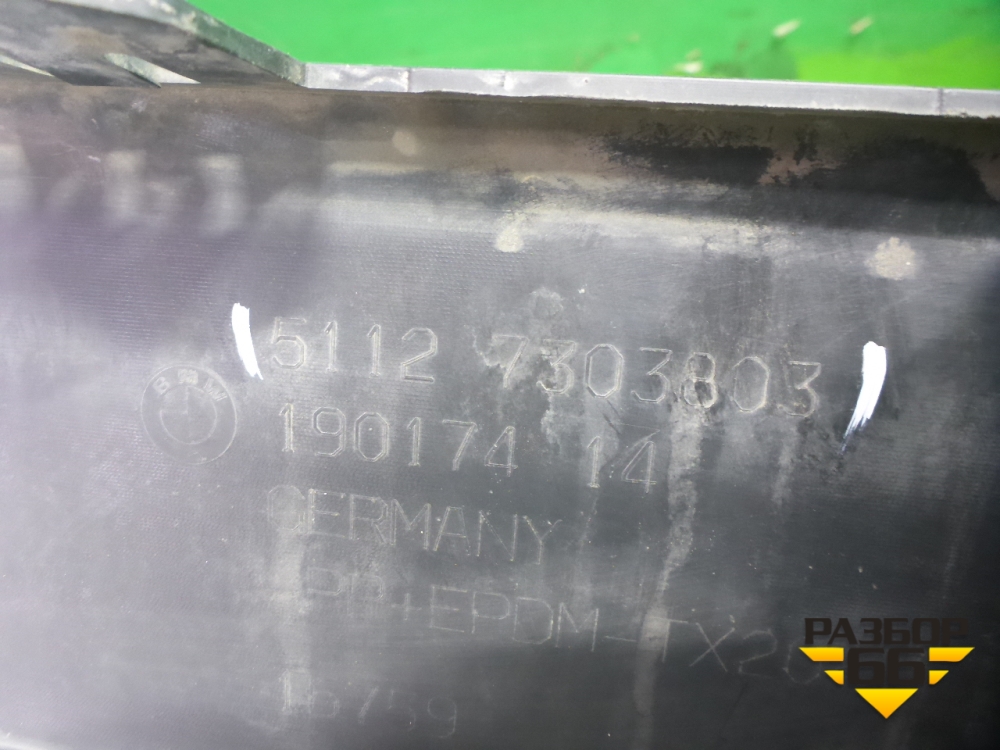 5112 7303803
BMW
190174 14
GERMANY
PP+EPDM-TX20
РАЗБОР
66